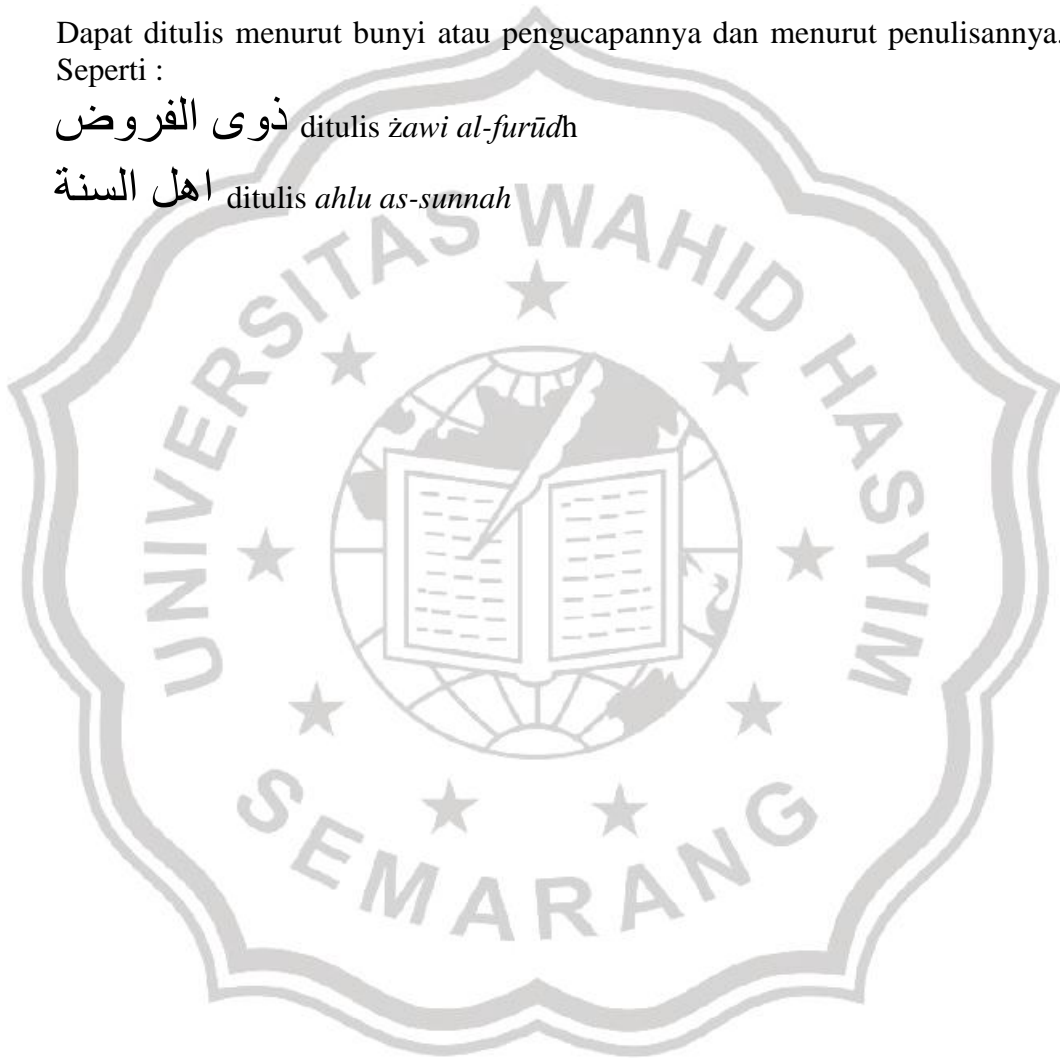 Dapat ditulis menurut bunyi atau pengucapannya dan menurut penulisannya.
Seperti :
ذوى الفروض ditulis żawi al-furūdh
اهل السنة ditulis ahlu as-sunnah
UNIVERSITAS WAHID HASYIM
SEMARANG